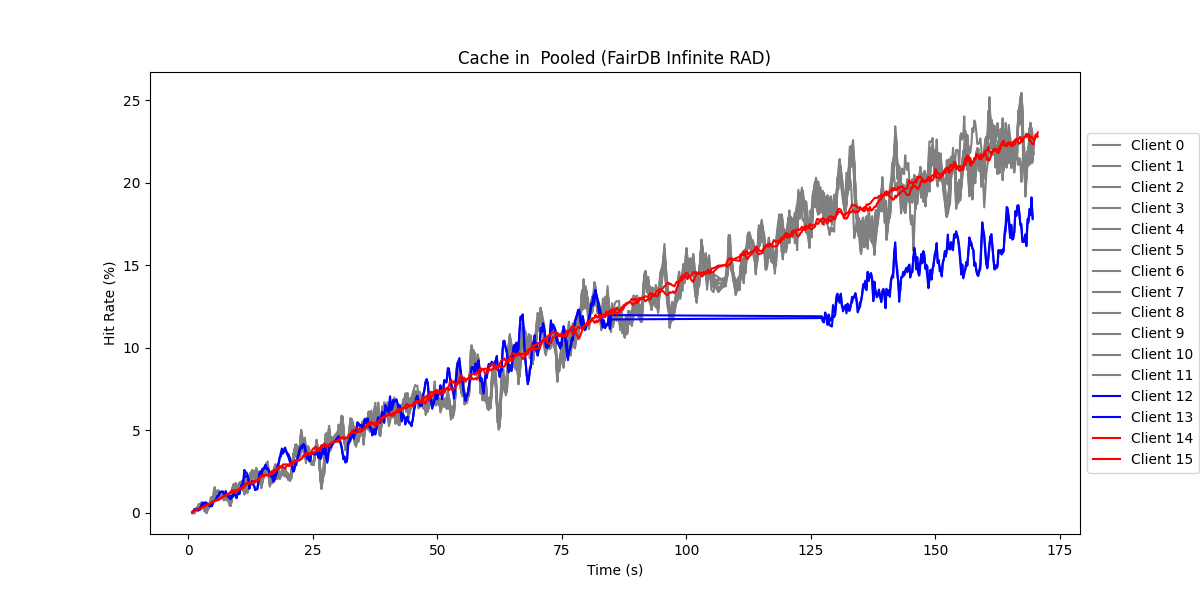 Cache in  Pooled (FairDB Infinite RAD)
Hit Rate (%)
25
20
15
10
5
0
0 25 50 75 100 125 150 175
Time (s)
Client 0
Client 1
Client 2
Client 3
Client 4
Client 5
Client 6
Client 7
Client 8
Client 9
Client 10
Client 11
Client 12
Client 13
Client 14
Client 15